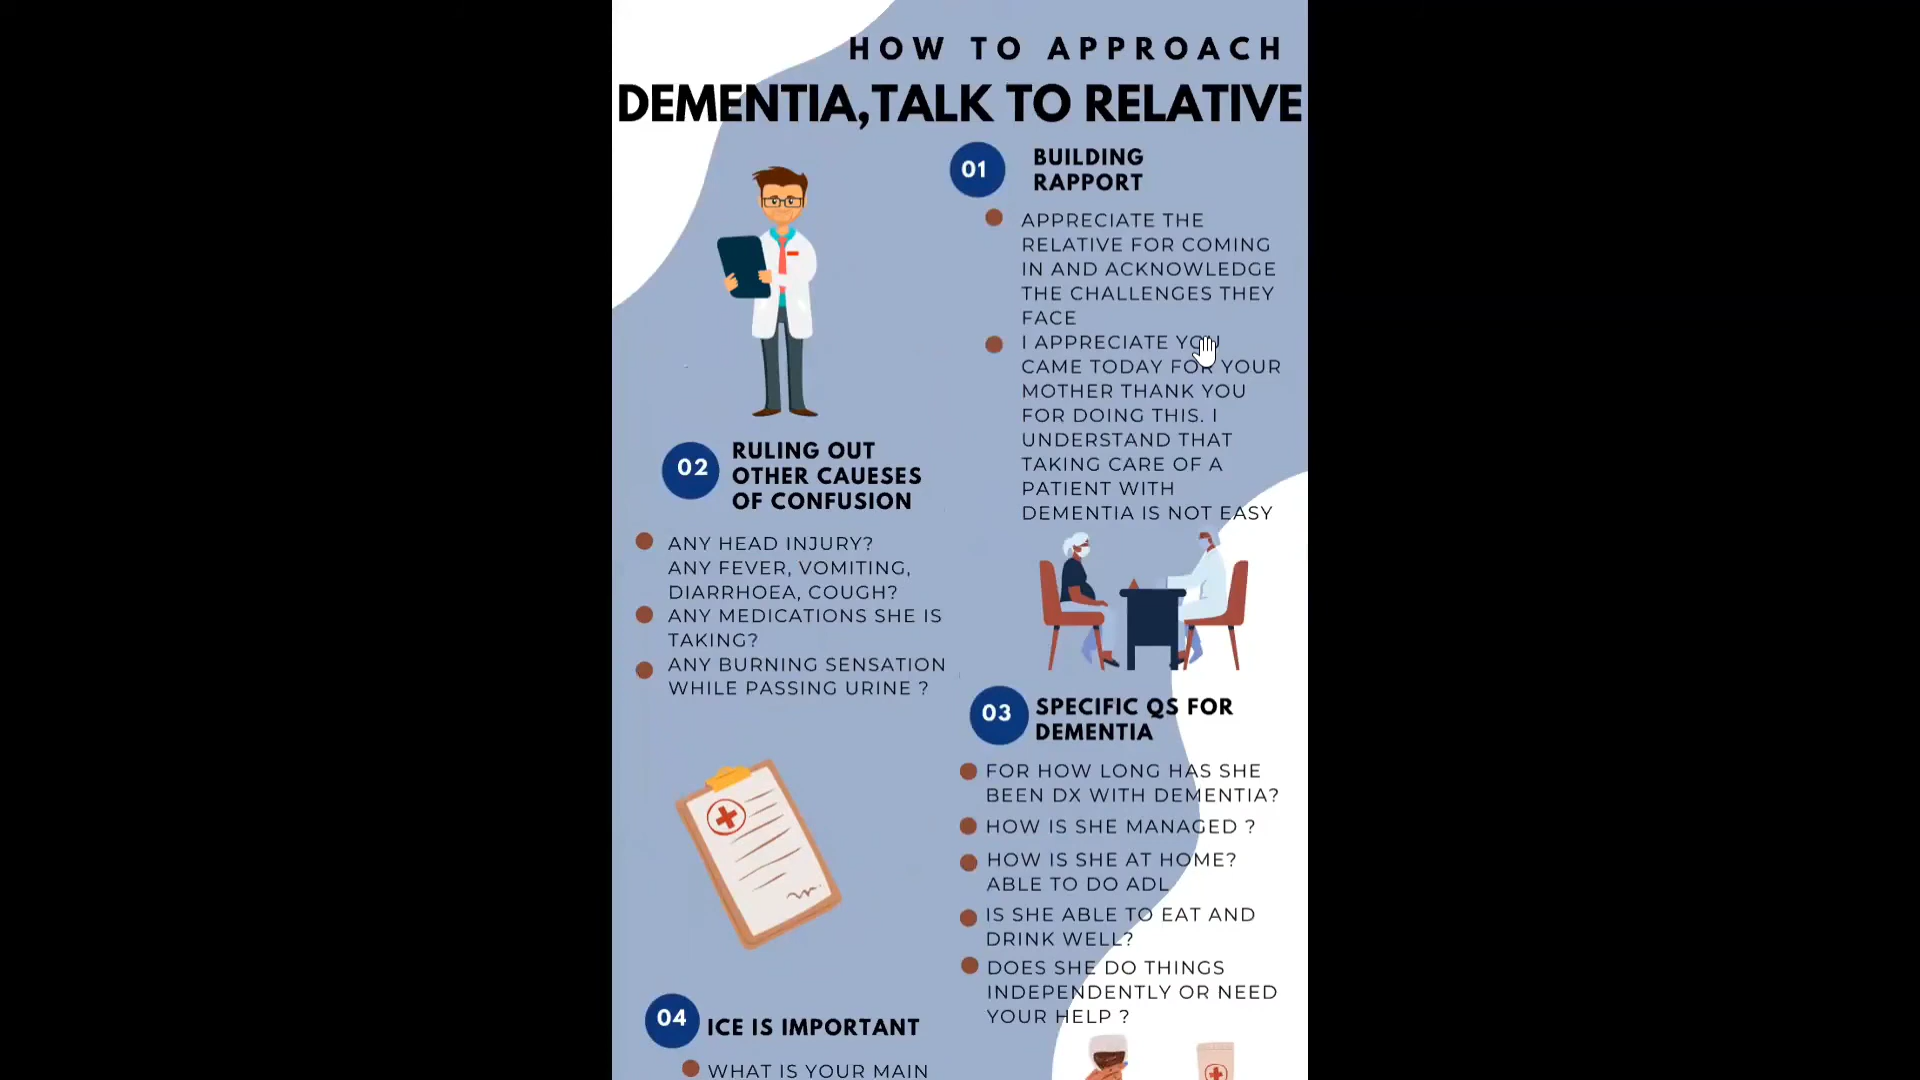 HOW TO APPROACH
DEMENTIA,TALK TO RELATIVE
01
BUILDING
RAPPORT
APPRECIATE THE
RELATIVE FOR COMING
IN AND ACKNOWLEDGE
THE CHALLENGES THEY
FACE
I APPRECIATE YOU
CAME TODAY FOR YOUR
MOTHER THANK YOU
FOR DOING THIS. I
UNDERSTAND THAT
TAKING CARE OF A
PATIENT WITH
DEMENTIA IS NOT EASY
02
RULING OUT
OTHER CAUESES
OF CONFUSION
ANY HEAD INJURY?
ANY FEVER, VOMITING,
DIARRHOEA, COUGH?
ANY MEDICATIONS SHE IS
TAKING?
ANY BURNING SENSATION
WHILE PASSING URINE ?
03
SPECIFIC QS FOR
DEMENTIA
FOR HOW LONG HAS SHE
BEEN DX WITH DEMENTIA?
HOW IS SHE MANAGED ?
HOW IS SHE AT HOME?
ABLE TO DO ADL
IS SHE ABLE TO EAT AND
DRINK WELL?
DOES SHE DO THINGS
INDEPENDENTLY OR NEED
YOUR HELP ?
04
ICE IS IMPORTANT
WHAT IS YOUR MAIN